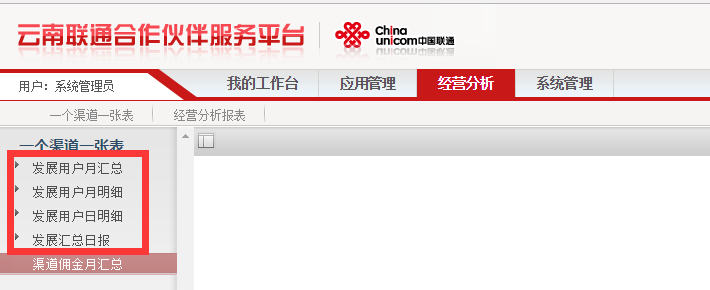 云南联通合作伙伴服务平台
China
unicom中国联通
用户：系统管理员
我的工作台 应用管理 经营分析 系统管理
一个渠道一张表 经营分析报表
一个渠道一张表
发展用户月汇总
发展用户月明细
发展用户日明细
发展汇总日报
渠道佣金月汇总